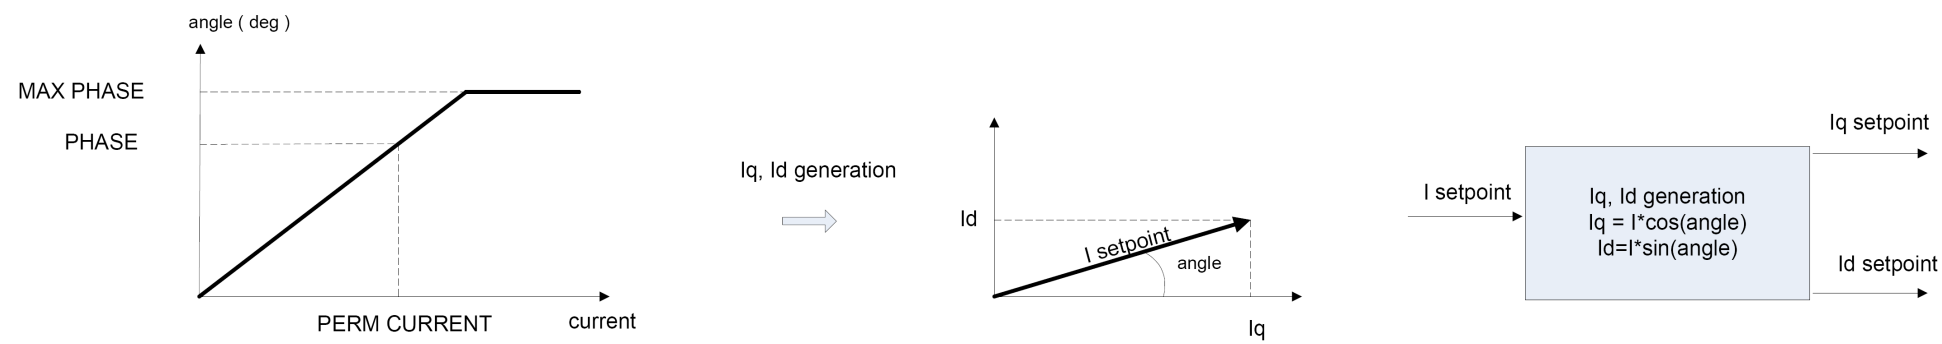 angle ( deg )
MAX PHASE
PHASE
PERM CURRENT
current
Iq, Id generation
Id
I setpoint
angle
Iq
I setpoint
Iq, Id generation
Iq = I*cos(angle)
Id=I*sin(angle)
Iq setpoint
Id setpoint